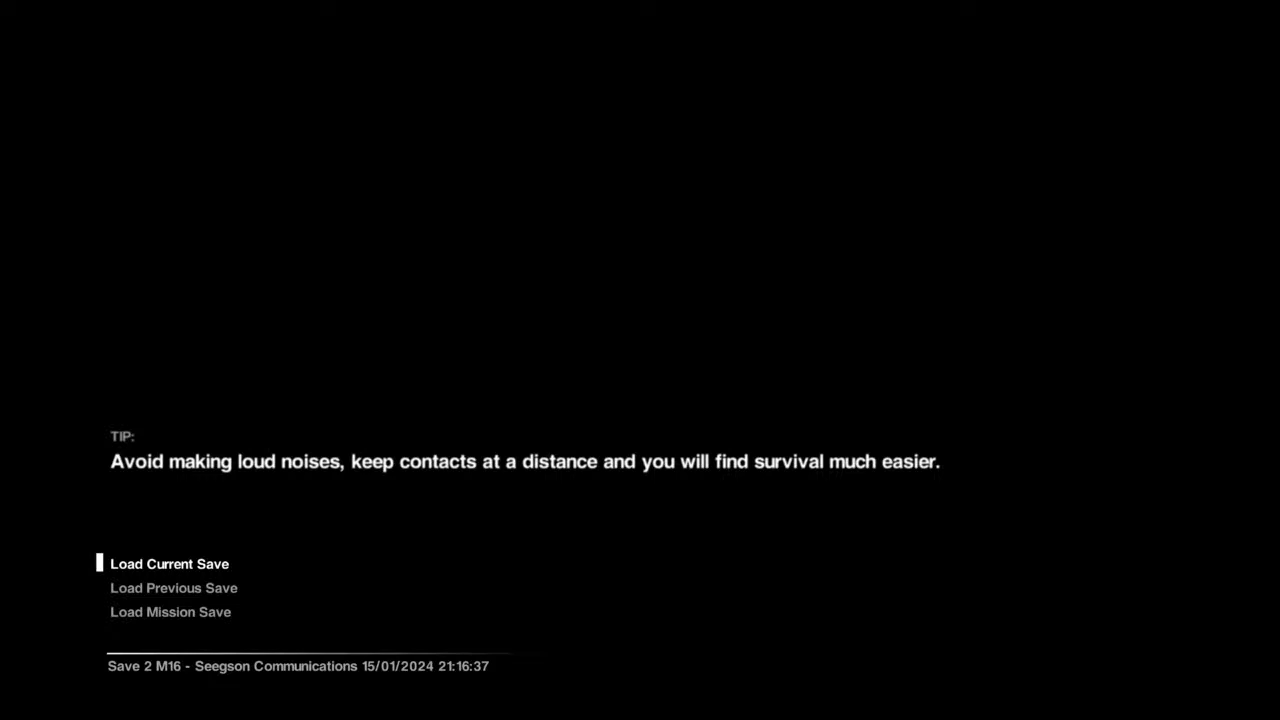 TIP:
Avoid making loud noises, keep contacts at a distance and you will find survival much easier.
Load Current Save
Load Previous Save
Load Mission Save
Save 2 M16 - Seegson Communications 15/01/2024 21:16:37